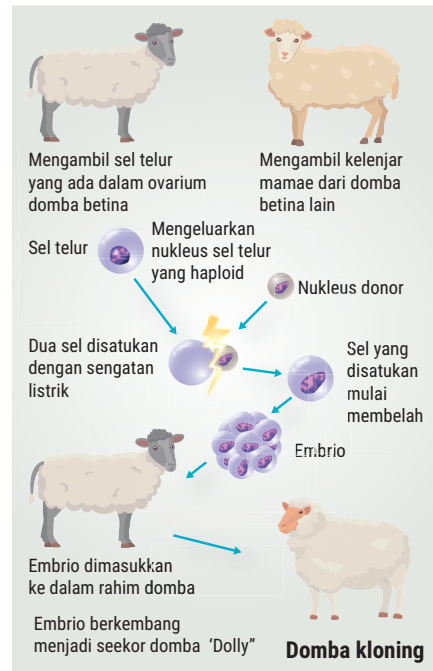 Mengambil sel telur
yang ada dalam ovarium
domba betina
Mengambil kelenjar
mamae dari domba
betina lain
Sel telur
Mengeluarkan
nukleus sel telur
yang haploid
Nukleus donor
Dua sel disatukan
dengan sengatan
listrik
Sel yang
disatukan
mulai
membelah
Embrio
Embrio dimasukkan
ke dalam rahim domba
Embrio berkembang
menjadi seekor domba ‘Dolly”
Domba kloning